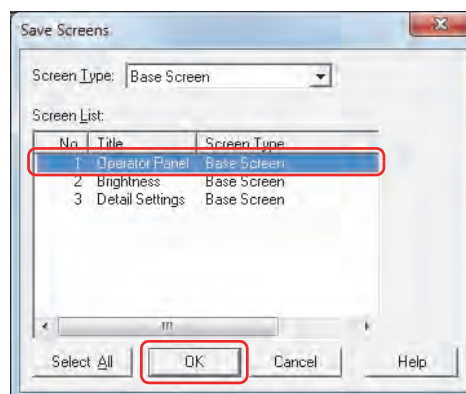 Save Screens
Screen Type: Base Screen
Screen List:
No. Title Screen Type
1 Operator Panel Base Screen
2 Brightness Base Screen
3 Detail Settings Base Screen
Select All OK Cancel Help